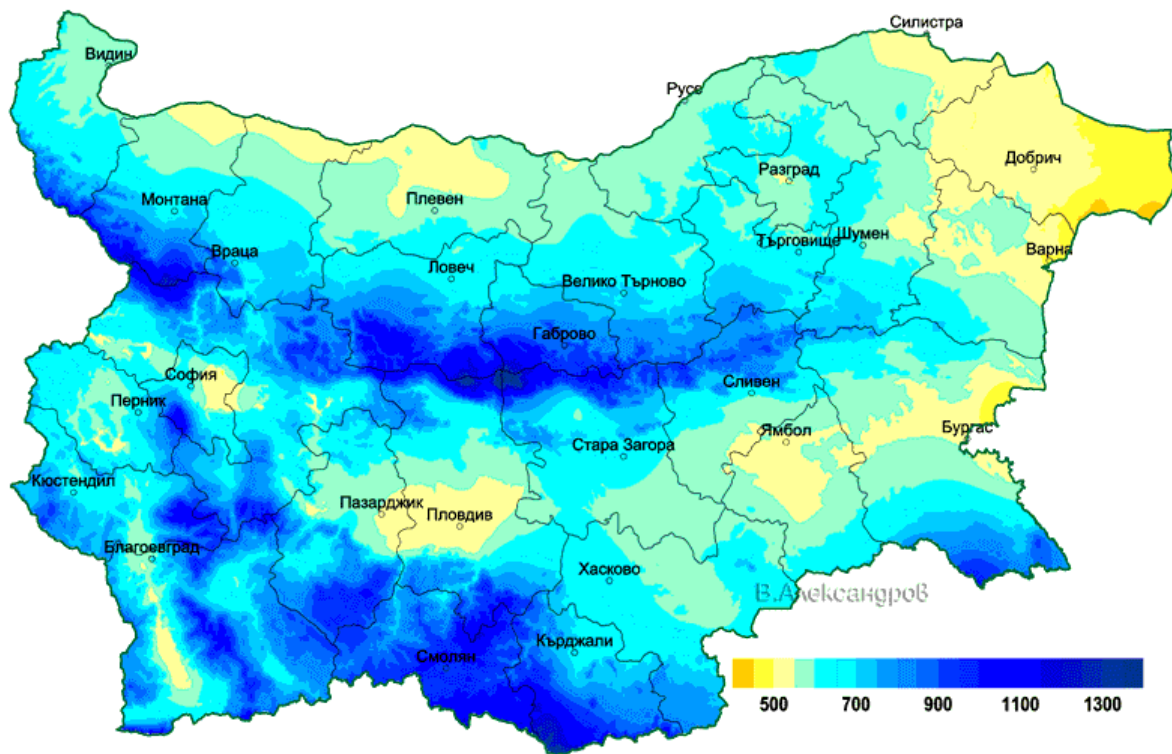 Силистра
Видин
Русе
Добрич
Разград
Монтана
Плевен
Шумен
Търговище
Варна
Враца
Ловеч
Велико Търново
Габрово
София
Сливен
Перник
Ямбол
Бургас
Стара Загора
Кюстендил
Пазарджик
Пловдив
Благоевград
Хасково
В.Александров
Кърджали
Смолян
500 700 900 1100 1300